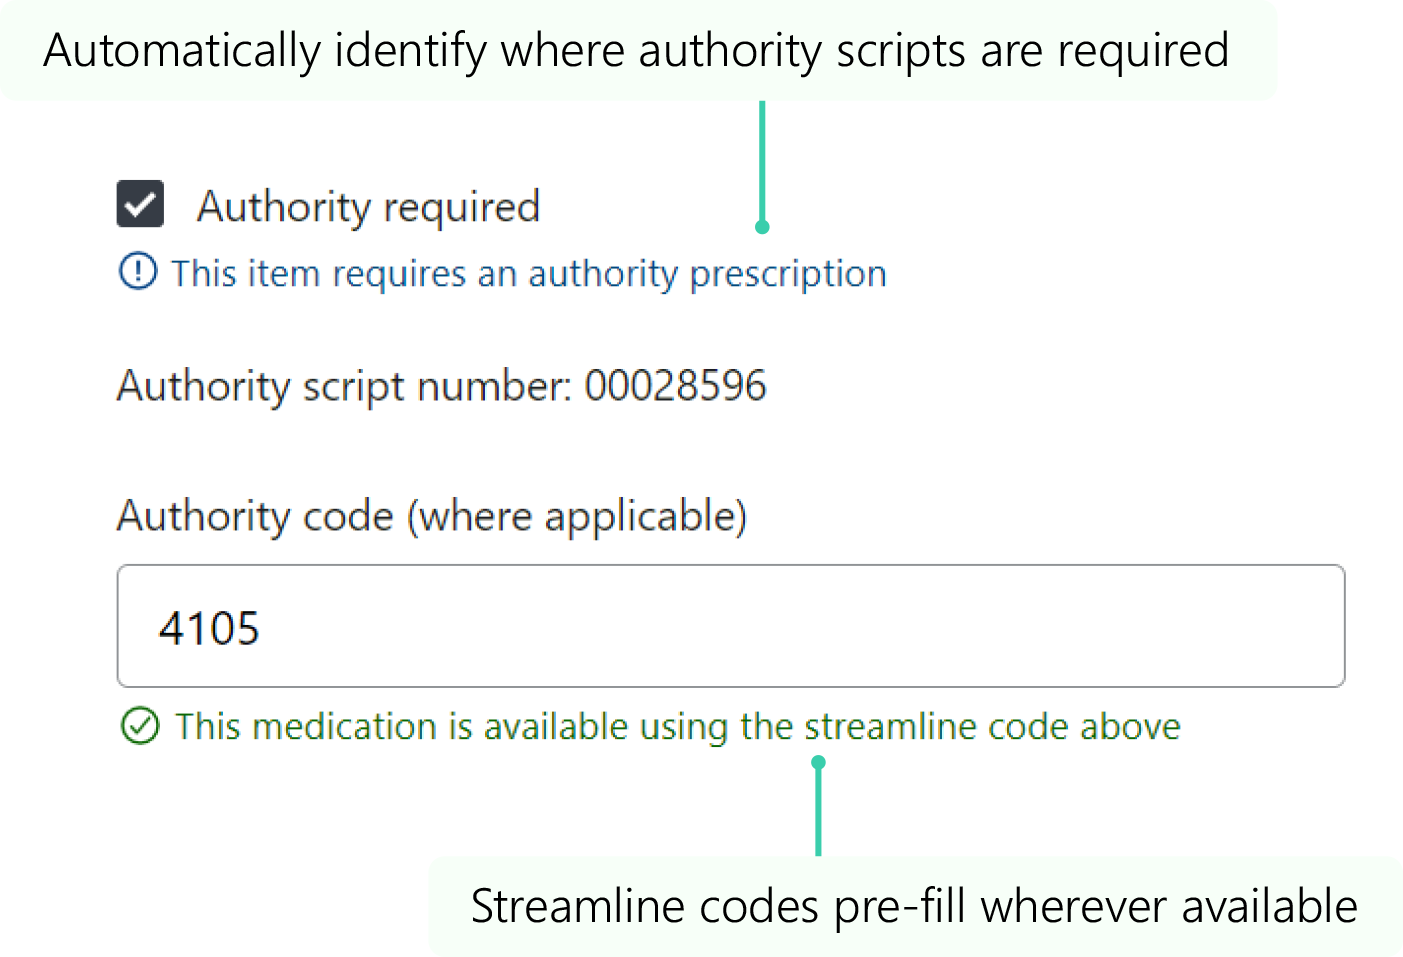 Automatically identify where authority scripts are required
Authority required
This item requires an authority prescription
Authority script number: 00028596
Authority code (where applicable)
4105
This medication is available using the streamline code above
Streamline codes pre-fill wherever available